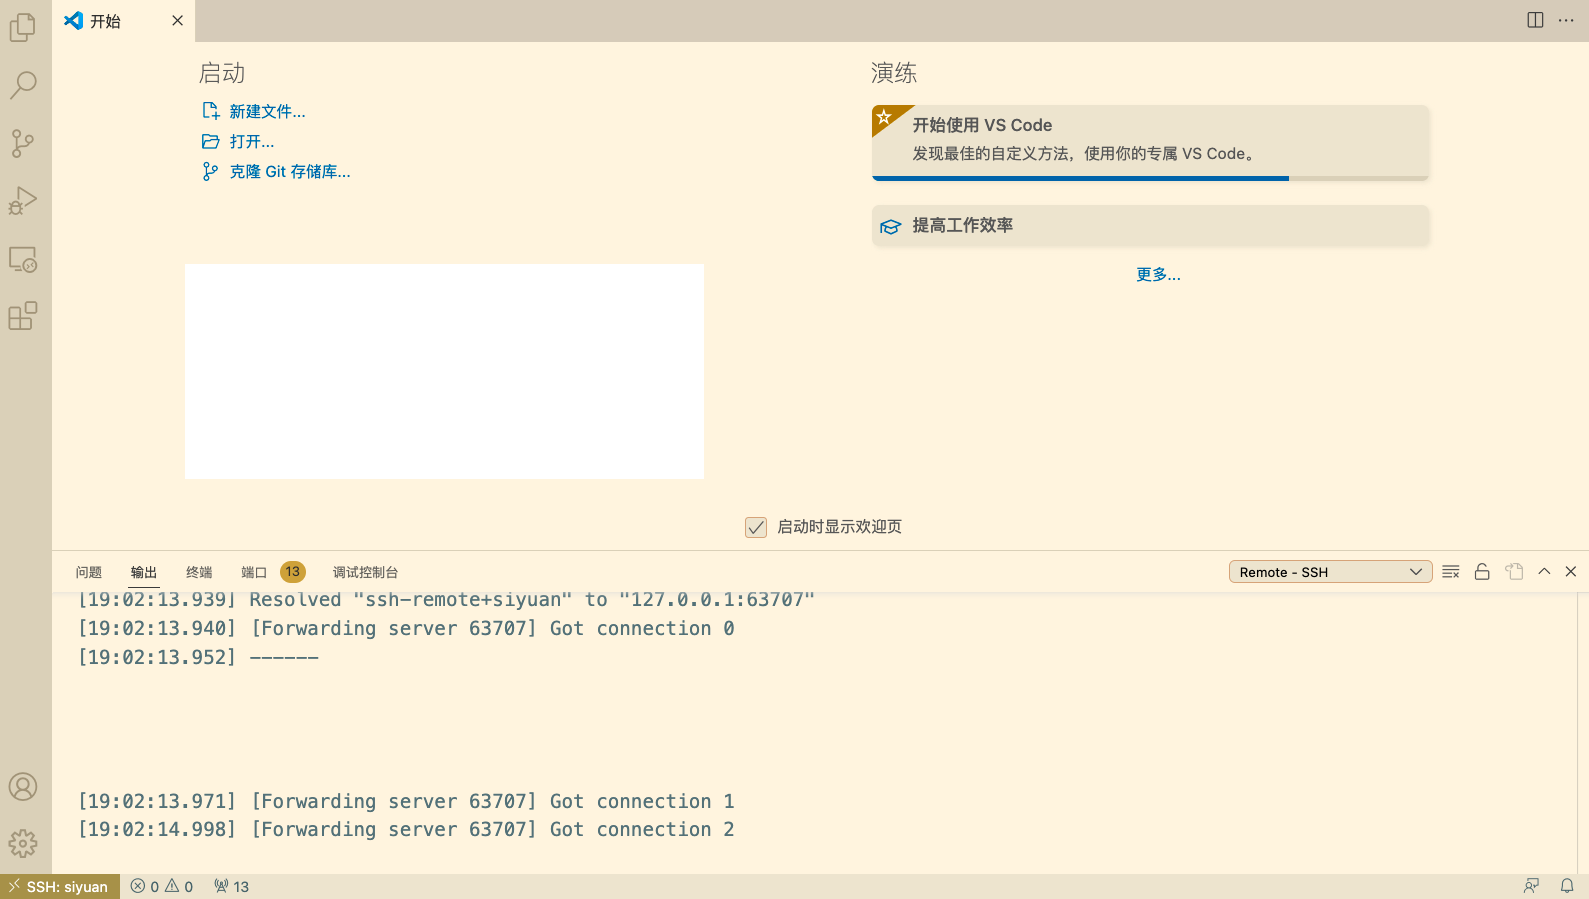 开始
启动
新建文件...
打开...
克隆 Git 存储库...
演练
开始使用 VS Code
发现最佳的自定义方法，使用你的专属 VS Code。
提高工作效率
更多...
启动时显示欢迎页
问题 输出 终端 端口 13 调试控制台 Remote - SSH
[19:02:13.939] Resolved "ssh-remote+siyuan" to "127.0.0.1:63707"
[19:02:13.940] [Forwarding server 63707] Got connection 0
[19:02:13.952] ------
[19:02:13.971] [Forwarding server 63707] Got connection 1
[19:02:14.998] [Forwarding server 63707] Got connection 2
SSH: siyuan 0 0 13